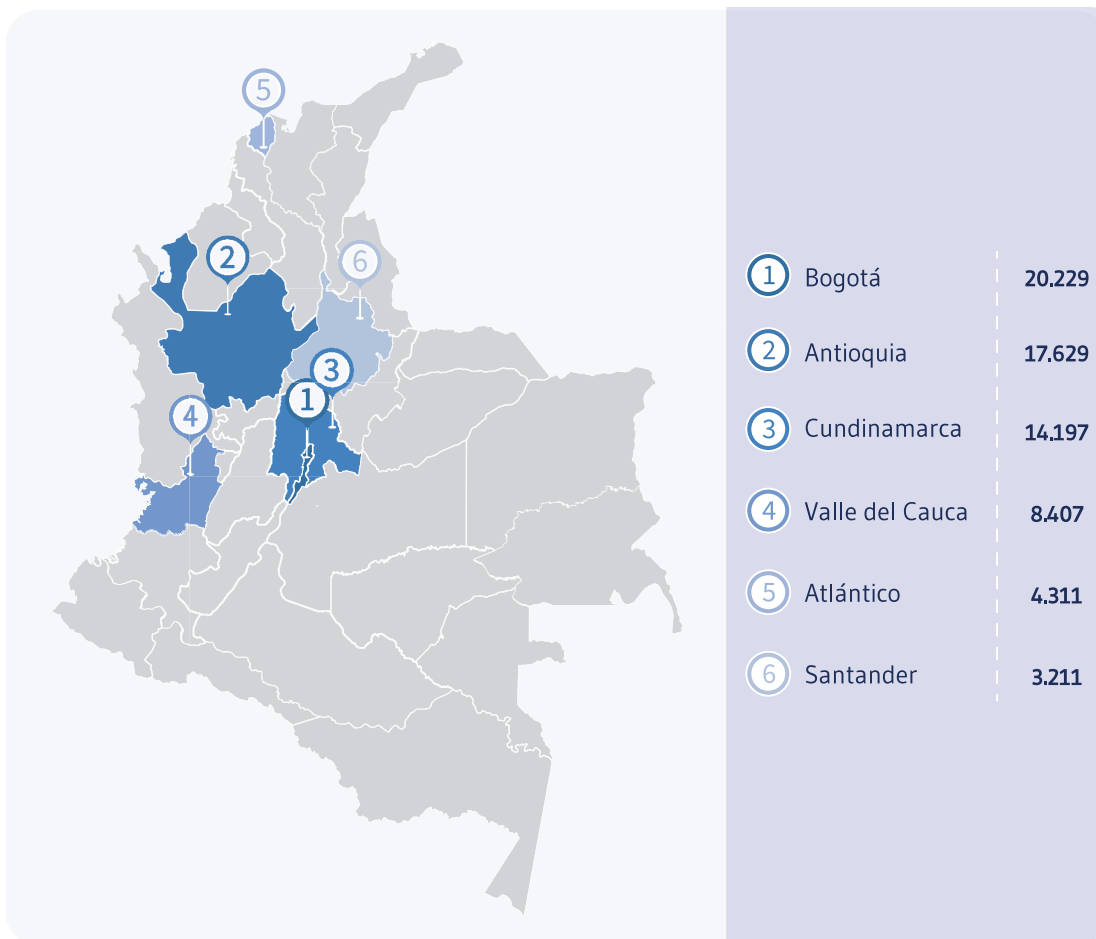 5
2
6
3
1
4
1 Bogotá 20.229
2 Antioquia 17.629
3 Cundinamarca 14.197
4 Valle del Cauca 8.407
5 Atlántico 4.311
6 Santander 3.211